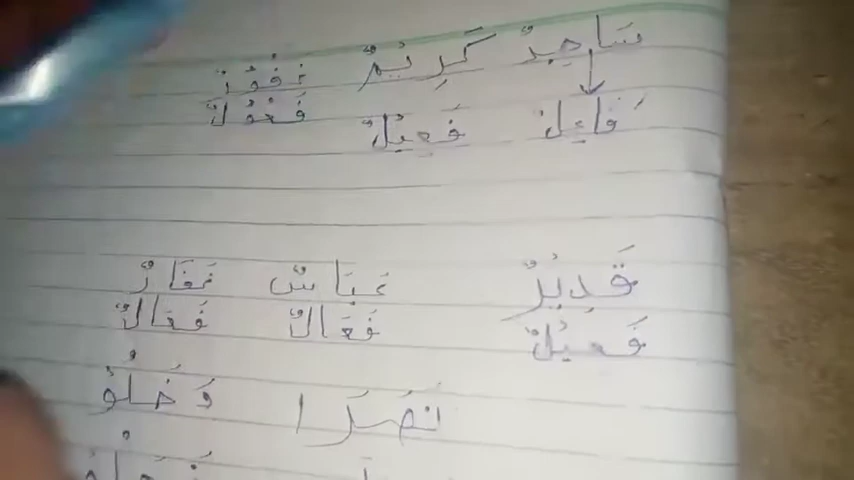 سَاجِدٌ كَرِيْمٌ غَفُوْرٌ
فَاعِلٌ فَعِيْلٌ فَعُوْلٌ
قَدِيْرٌ عَبَّاسٌ غَفَّارٌ
فَعِيْلٌ فَعَّالٌ فَعَّالٌ